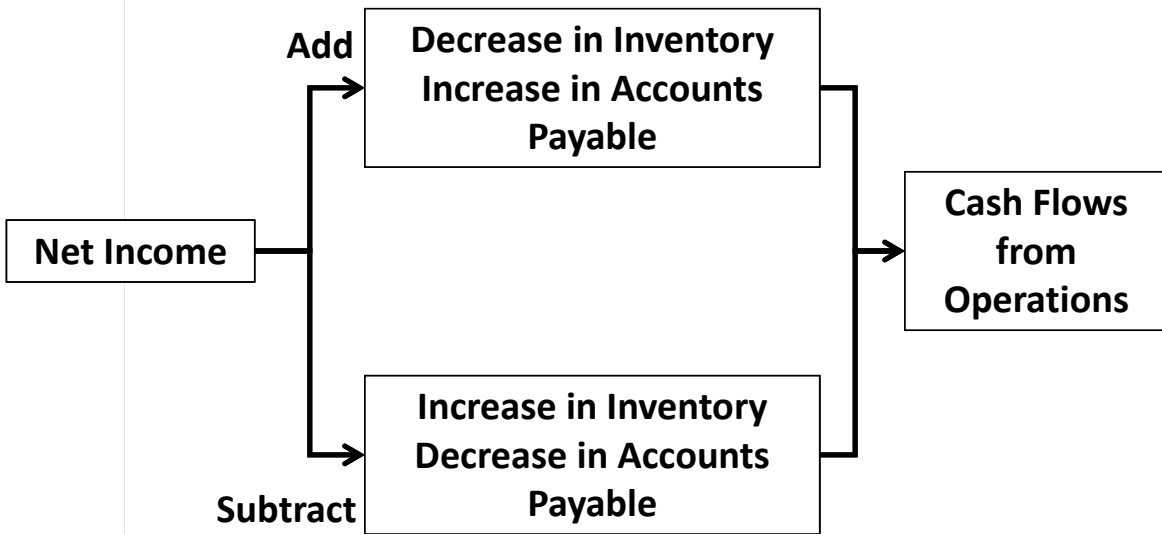 Add
Decrease in Inventory
Increase in Accounts
Payable
Net Income
Cash Flows
from
Operations
Increase in Inventory
Decrease in Accounts
Payable
Subtract